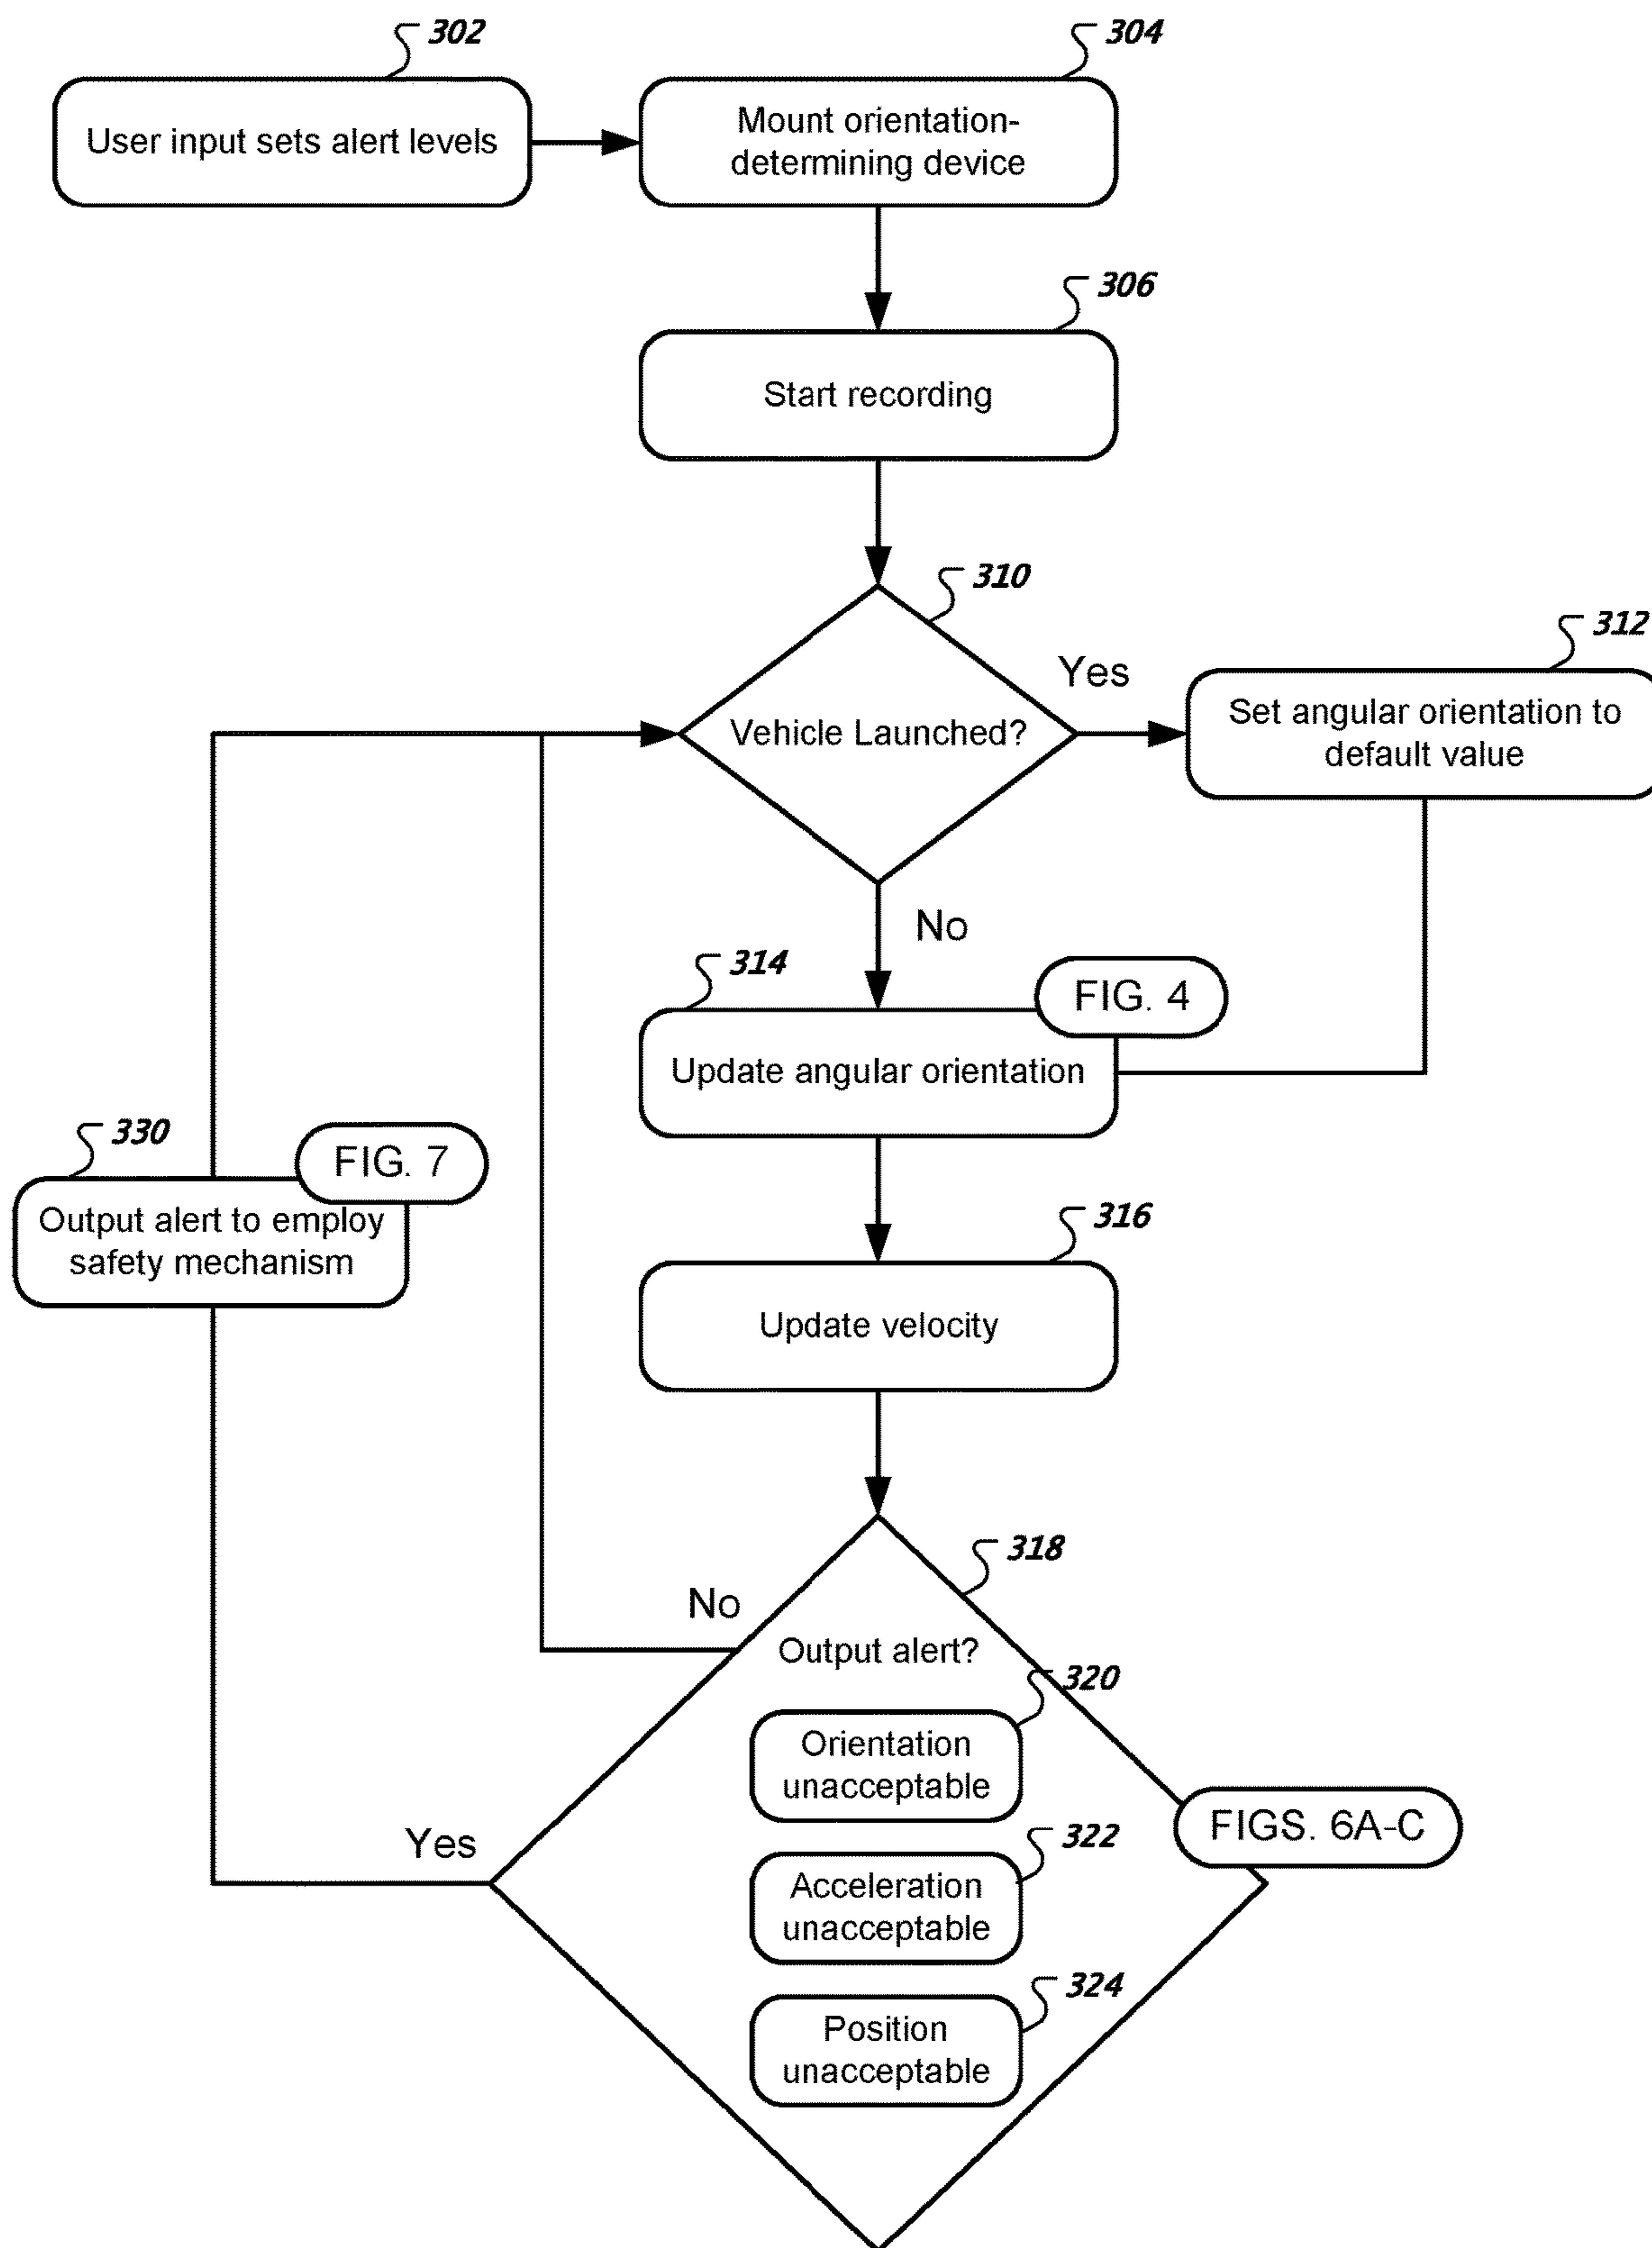 302
304
User input sets alert levels
Mount orientation-
determining device
306
Start recording
310
312
Yes
Vehicle Launched?
Set angular orientation to
default value
No
314
FIG. 4
Update angular orientation
330
FIG. 7
Output alert to employ
safety mechanism
316
Update velocity
318
No
Output alert?
320
Orientation
unacceptable
FIGS. 6A-C
Yes
322
Acceleration
unacceptable
324
Position
unacceptable